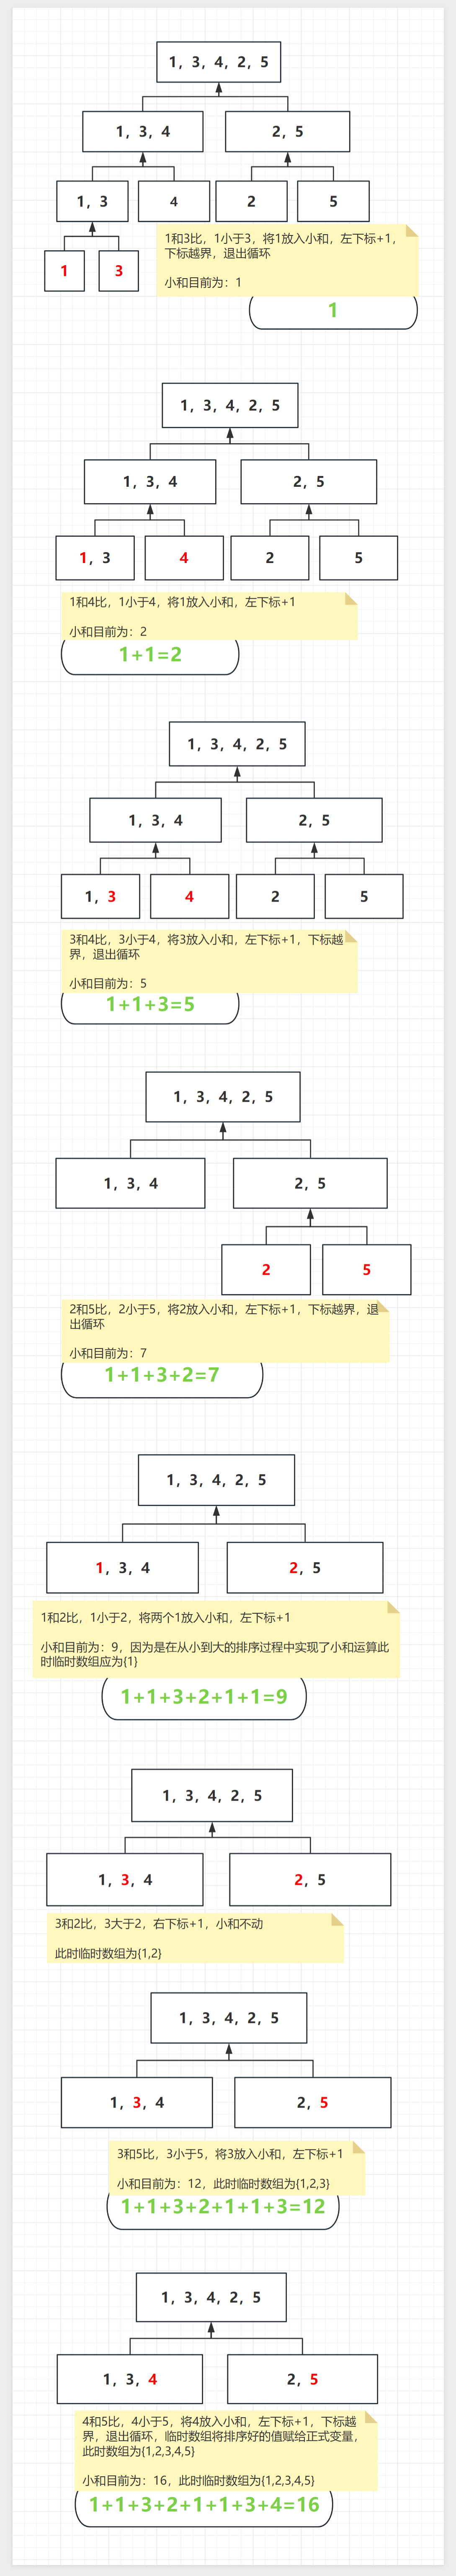 1, 3, 4, 2, 5
1, 3, 4
2, 5
1, 3
4
2
5
1
3
1和3比，1小于3，将1放入小和，左下标+1，
下标越界，退出循环
小和目前为：1
1
1, 3, 4, 2, 5
1, 3, 4
2, 5
1, 3
4
2
5
1和4比，1小于4，将1放入小和，左下标+1
小和目前为：2
1+1=2
1, 3, 4, 2, 5
1, 3, 4
2, 5
1, 3
4
2
5
3和4比，3小于4，将3放入小和，左下标+1，下标越
界，退出循环
小和目前为：5
1+1+3=5
1, 3, 4, 2, 5
1, 3, 4
2, 5
2
5
2和5比，2小于5，将2放入小和，左下标+1，下标越界，退
出循环
小和目前为：7
1+1+3+2=7
1, 3, 4, 2, 5
1, 3, 4
2, 5
1和2比，1小于2，将两个1放入小和，左下标+1
小和目前为：9，因为是在从小到大的排序过程中实现了小和运算此
时临时数组应为{1}
1+1+3+2+1+1=9
1, 3, 4, 2, 5
1, 3, 4
2, 5
3和2比，3大于2，右下标+1，小和不动
此时临时数组为{1,2}
1, 3, 4, 2, 5
1, 3, 4
2, 5
3和5比，3小于5，将3放入小和，左下标+1
小和目前为：12，此时临时数组为{1,2,3}
1+1+3+2+1+1+3=12
1, 3, 4, 2, 5
1, 3, 4
2, 5
4和5比，4小于5，将4放入小和，左下标+1，下标越
界，退出循环，临时数组将排序好的值赋给正式变量，
此时数组为{1,2,3,4,5}
小和目前为：16，此时临时数组为{1,2,3,4,5}
1+1+3+2+1+1+3+4=16